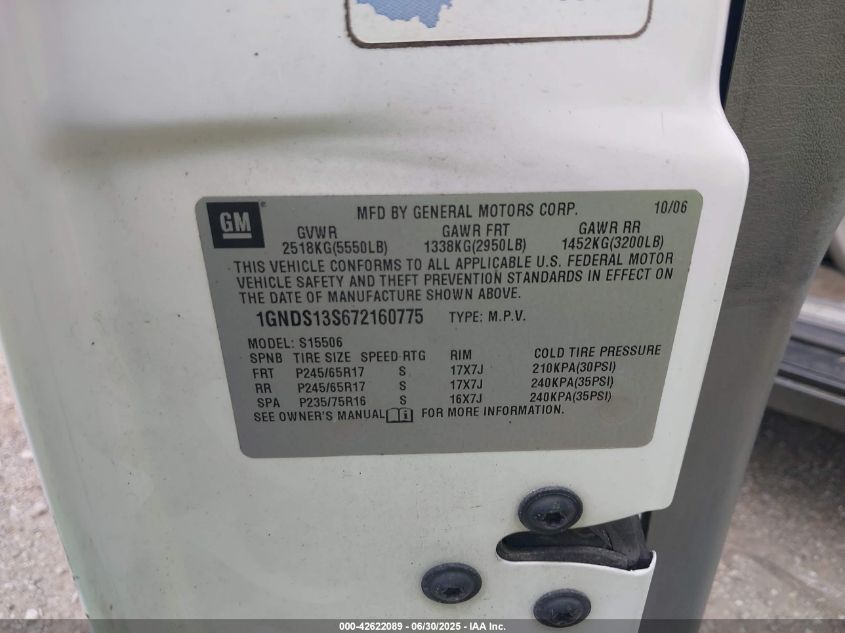 GM
MFD BY GENERAL MOTORS CORP. 10/06
GVWR GAWR FRT GAWR RR
2518KG(5550LB) 1338KG(2950LB) 1452KG(3200LB)
THIS VEHICLE CONFORMS TO ALL APPLICABLE U.S. FEDERAL MOTOR
VEHICLE SAFETY AND THEFT PREVENTION STANDARDS IN EFFECT ON
THE DATE OF MANUFACTURE SHOWN ABOVE.
1GNDS13S672160775 TYPE: M.P.V.
MODEL: S15506
SPNB TIRE SIZE SPEED RTG RIM COLD TIRE PRESSURE
FRT P245/65R17 S 17X7J 210KPA(30PSI)
RR P245/65R17 S 17X7J 240KPA(35PSI)
SPA P235/75R16 S 16X7J 240KPA(35PSI)
SEE OWNER'S MANUAL i FOR MORE INFORMATION.
000-42622089 - 06/30/2025 - IAA Inc.